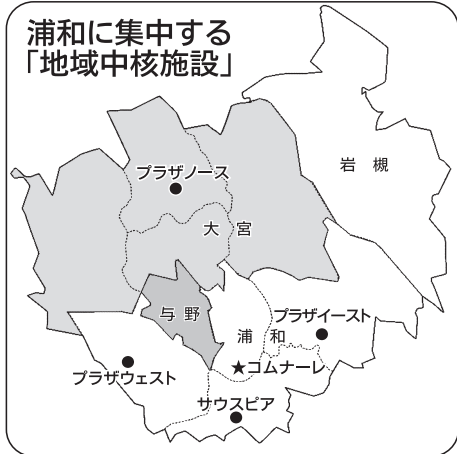 浦和に集中する
「地域中核施設」
岩槻
プラザノース
大宮
与野
プラザイースト
浦和
★コムナーレ
プラザウェスト
サウスピア